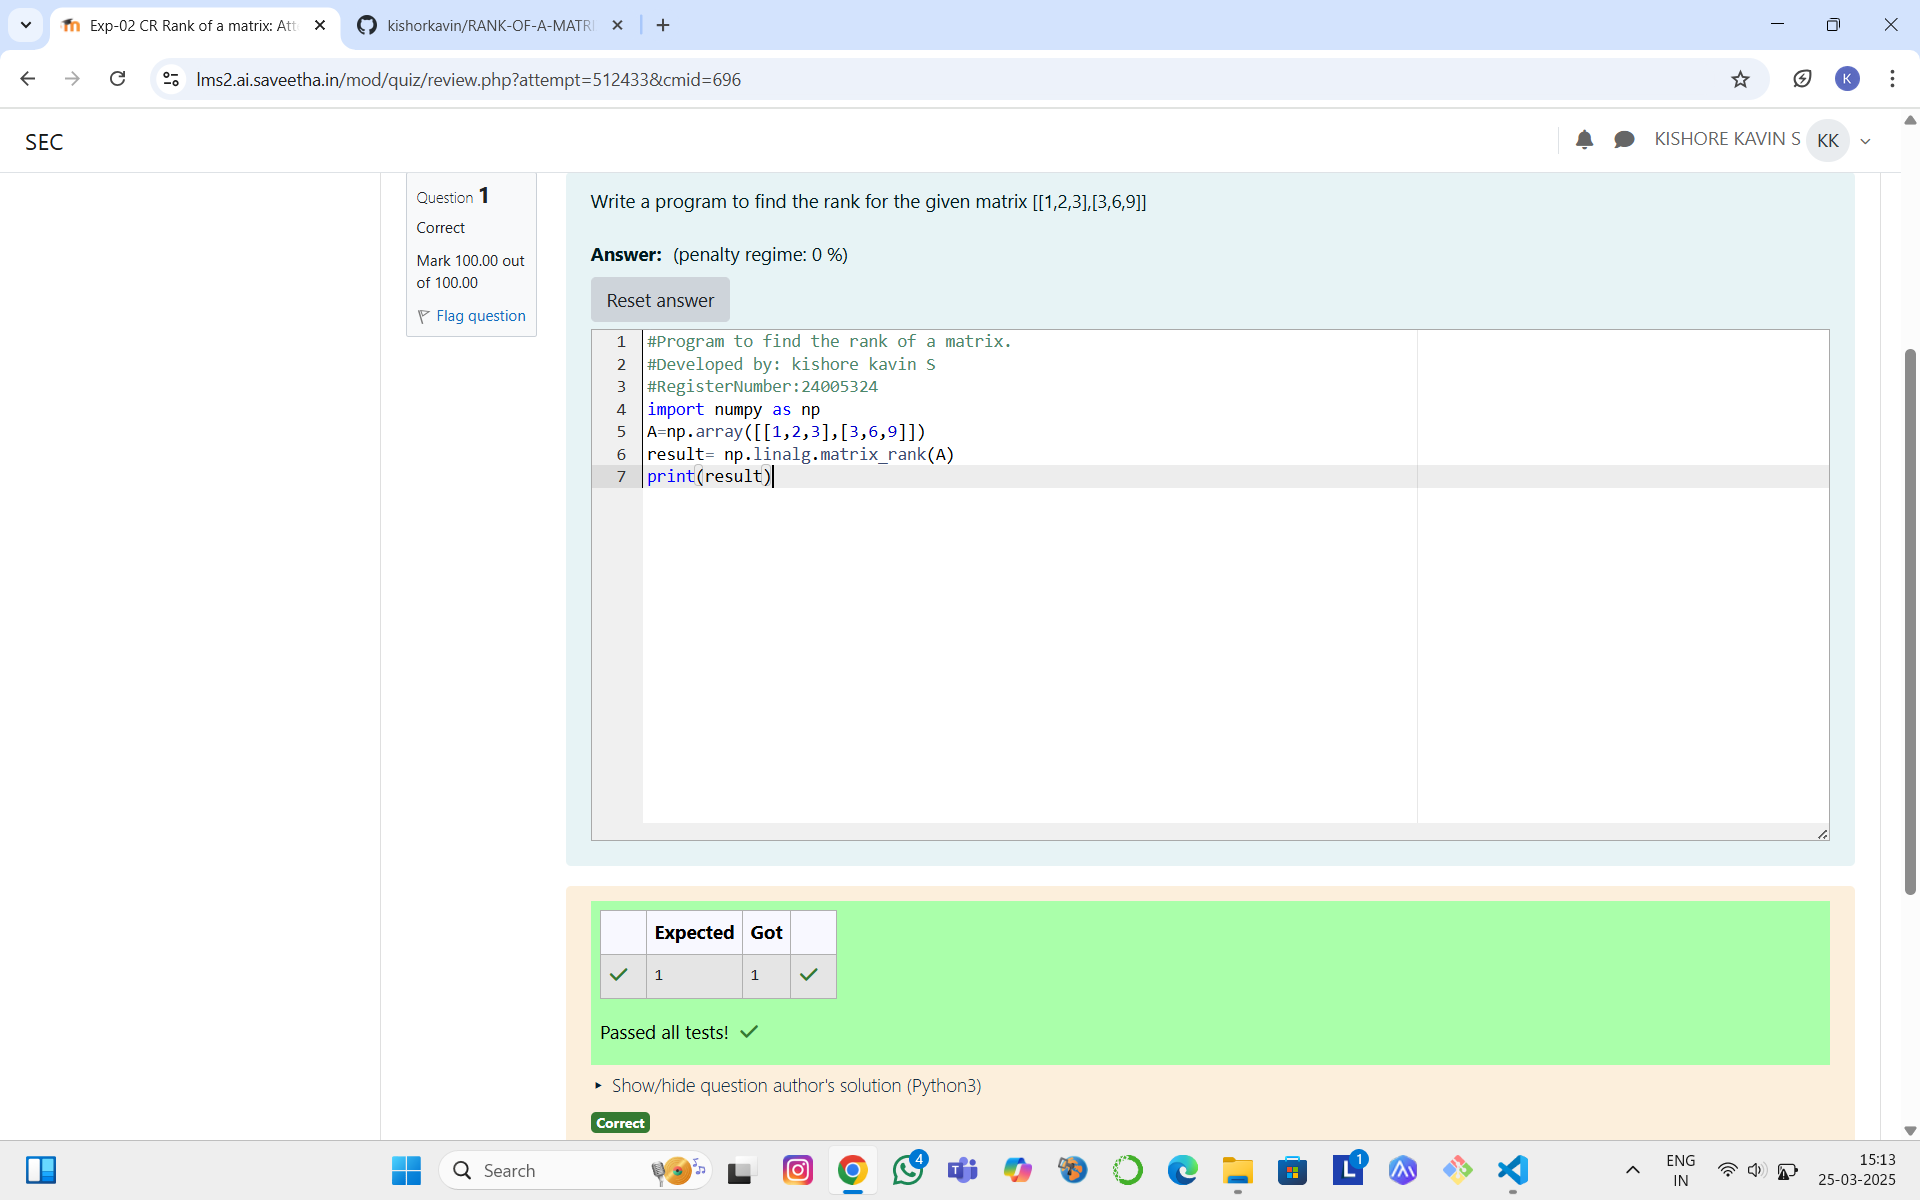 Exp-02 CR Rank of a matrix: Att
kishorkavin/RANK-OF-A-MATRI
lms2.ai.saveetha.in/mod/quiz/review.php?attempt=512433&cmid=696
K
SEC
KISHORE KAVIN S
KK
Question 1
Correct
Mark 100.00 out
of 100.00
Flag question
Write a program to find the rank for the given matrix [[1,2,3],[3,6,9]]
Answer: (penalty regime: 0 %)
Reset answer
1 #Program to find the rank of a matrix.
2 #Developed by: kishore kavin S
3 #RegisterNumber:24005324
4 import numpy as np
5 A=np.array([[1,2,3],[3,6,9]])
6 result= np.linalg.matrix_rank(A)
7 print(result)
Expected Got
1 1
Passed all tests!
Show/hide question author's solution (Python3)
Correct
Search
4
1
ENG
IN
15:13
25-03-2025